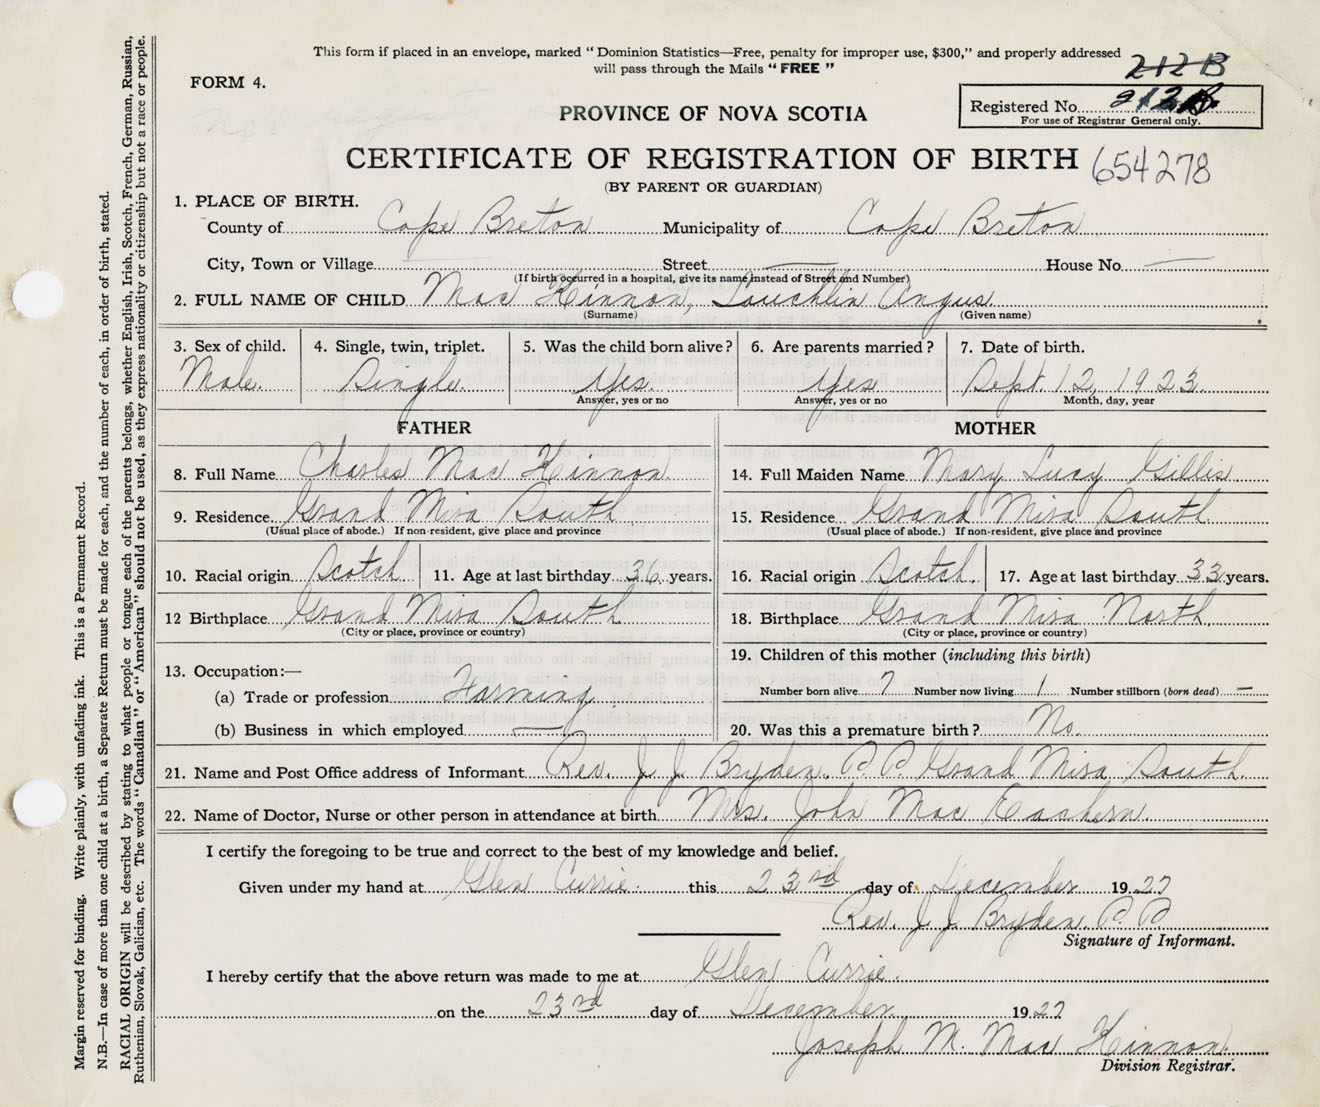 This form if placed in an envelope, marked "Dominion Statistics—Free, penalty for improper use, $300," and properly addressed
will pass through the Mails "FREE"
212B
FORM 4.
Registered No. 212
For use of Registrar General only.
PROVINCE OF NOVA SCOTIA
CERTIFICATE OF REGISTRATION OF BIRTH 654278
(BY PARENT OR GUARDIAN)
1. PLACE OF BIRTH.
County of Cape Breton Municipality of Cape Breton
City, Town or Village Street — House No. —
(If birth occurred in a hospital, give its name instead of Street and Number)
2. FULL NAME OF CHILD Mac Kinnon, Lauchlin Angus
(Surname) (Given name)
3. Sex of child. 4. Single, twin, triplet. 5. Was the child born alive? 6. Are parents married? 7. Date of birth.
Male. Single. Yes. Yes Sept. 12, 1923
Answer, yes or no Answer, yes or no Month, day, year
FATHER MOTHER
8. Full Name Charles Mac Kinnon. 14. Full Maiden Name Mary Lucy Gillis
9. Residence Grand Mira South 15. Residence Grand Mira South
(Usual place of abode.) If non-resident, give place and province (Usual place of abode.) If non-resident, give place and province
10. Racial origin Scotch 11. Age at last birthday 36 years. 16. Racial origin Scotch. 17. Age at last birthday 33 years.
12 Birthplace Grand Mira South 18. Birthplace Grand Mira North
(City or place, province or country) (City or place, province or country)
13. Occupation:— 19. Children of this mother (including this birth)
(a) Trade or profession Farming Number born alive 7 Number now living 1 Number stillborn (born dead) —
(b) Business in which employed — 20. Was this a premature birth? No.
21. Name and Post Office address of Informant Rev. J. J. Bryden. P. P. Grand Mira South.
22. Name of Doctor, Nurse or other person in attendance at birth Mrs. John Mac Eachern.
I certify the foregoing to be true and correct to the best of my knowledge and belief.
Given under my hand at Glen Currie. this 23rd day of December 1927
Rev. J. J. Bryden. P. P.
Signature of Informant.
I hereby certify that the above return was made to me at Glen Currie.
on the 23rd day of December 1927
Joseph M. Mac Kinnon.
Division Registrar.
Margin reserved for binding. Write plainly, with unfading ink. This is a Permanent Record.
N.B.—In case of more than one child at a birth, a Separate Return must be made for each, and the number of each, in order of birth, stated.
RACIAL ORIGIN will be described by stating to what people or tongue each of the parents belongs, whether English, Irish, Scotch, French, German, Russian,
Ruthenian, Slovak, Galician, etc. The words "Canadian" or "American" should not be used, as they express nationality or citizenship but not a race or people.